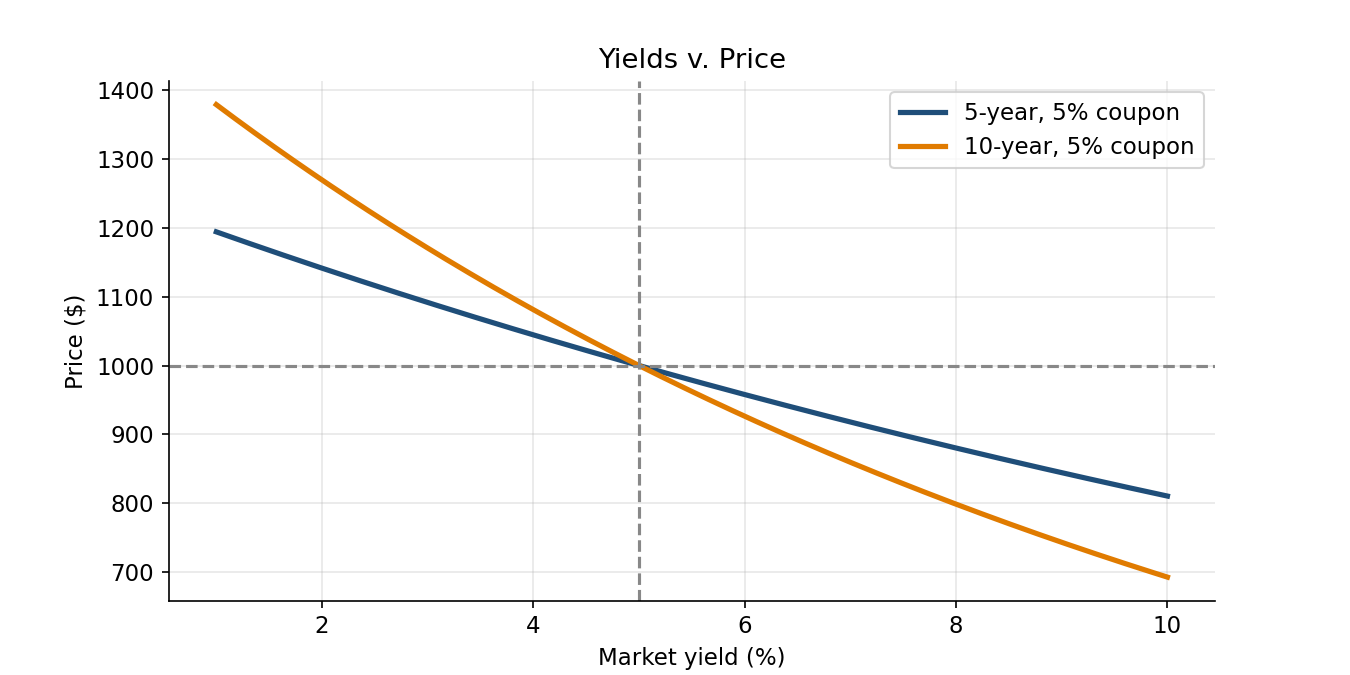 Yields v. Price
5-year, 5% coupon
10-year, 5% coupon
1400
1300
1200
1100
1000
900
800
700
Price ($)
2 4 6 8 10
Market yield (%)